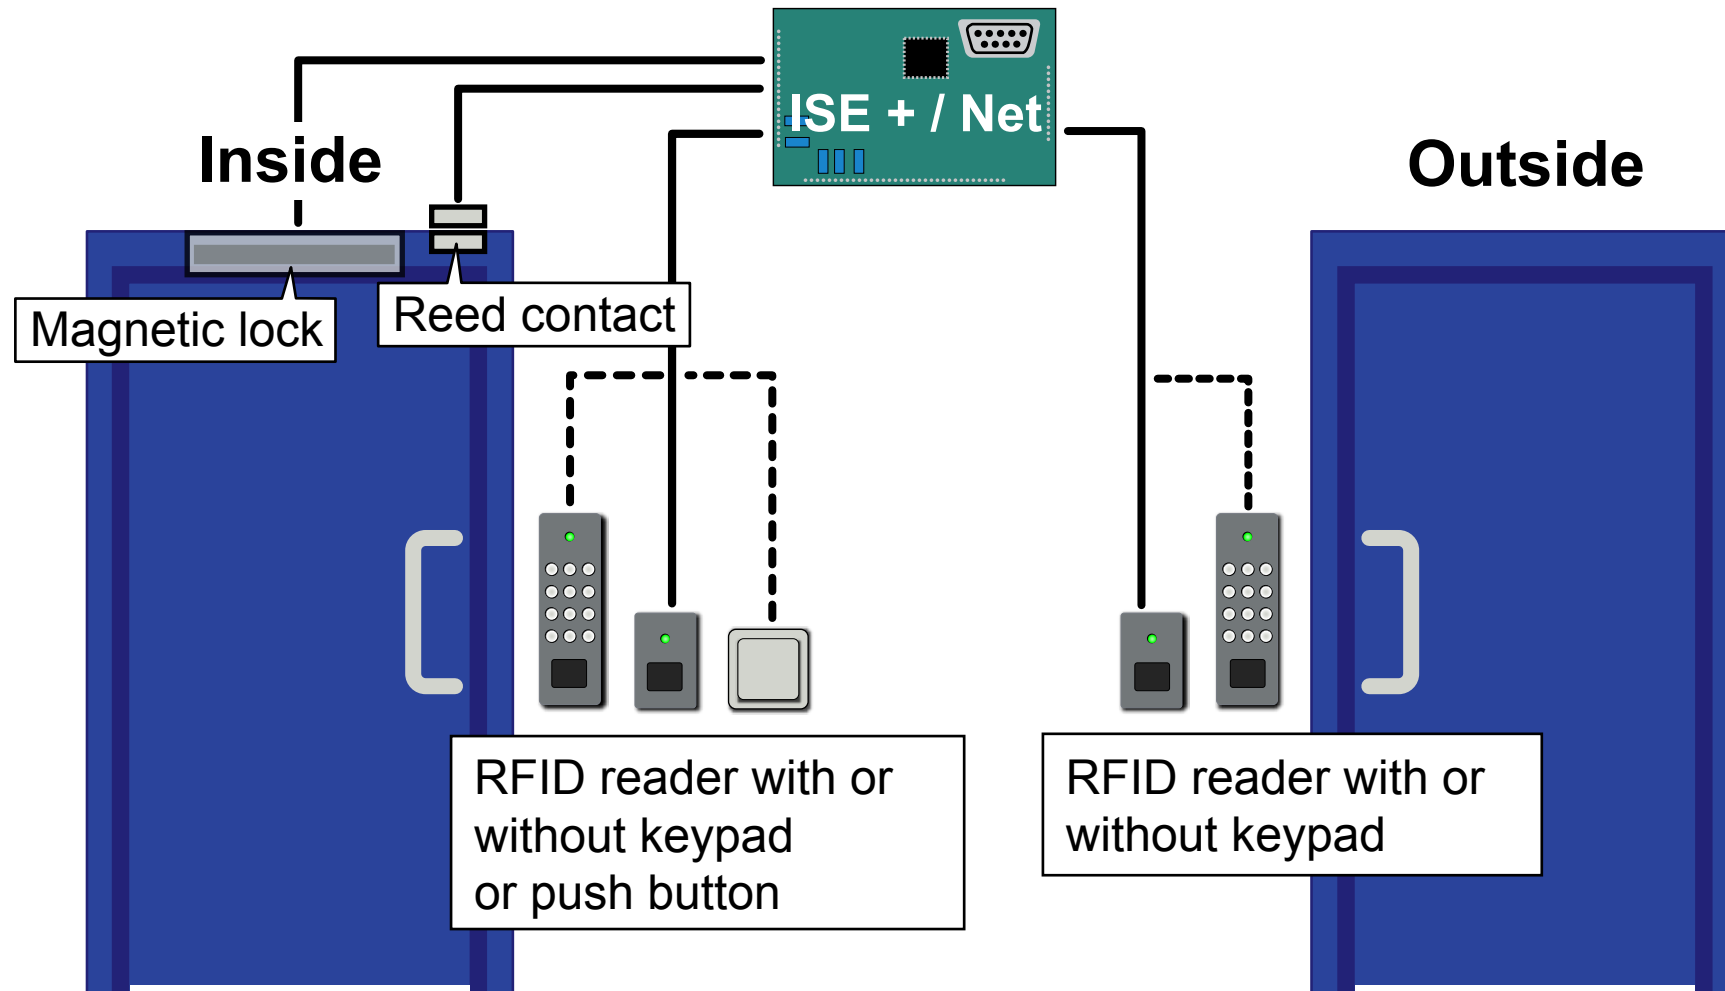 ISE + / Net
Inside
Outside
Magnetic lock
Reed contact
RFID reader with or
without keypad
or push button
RFID reader with or
without keypad